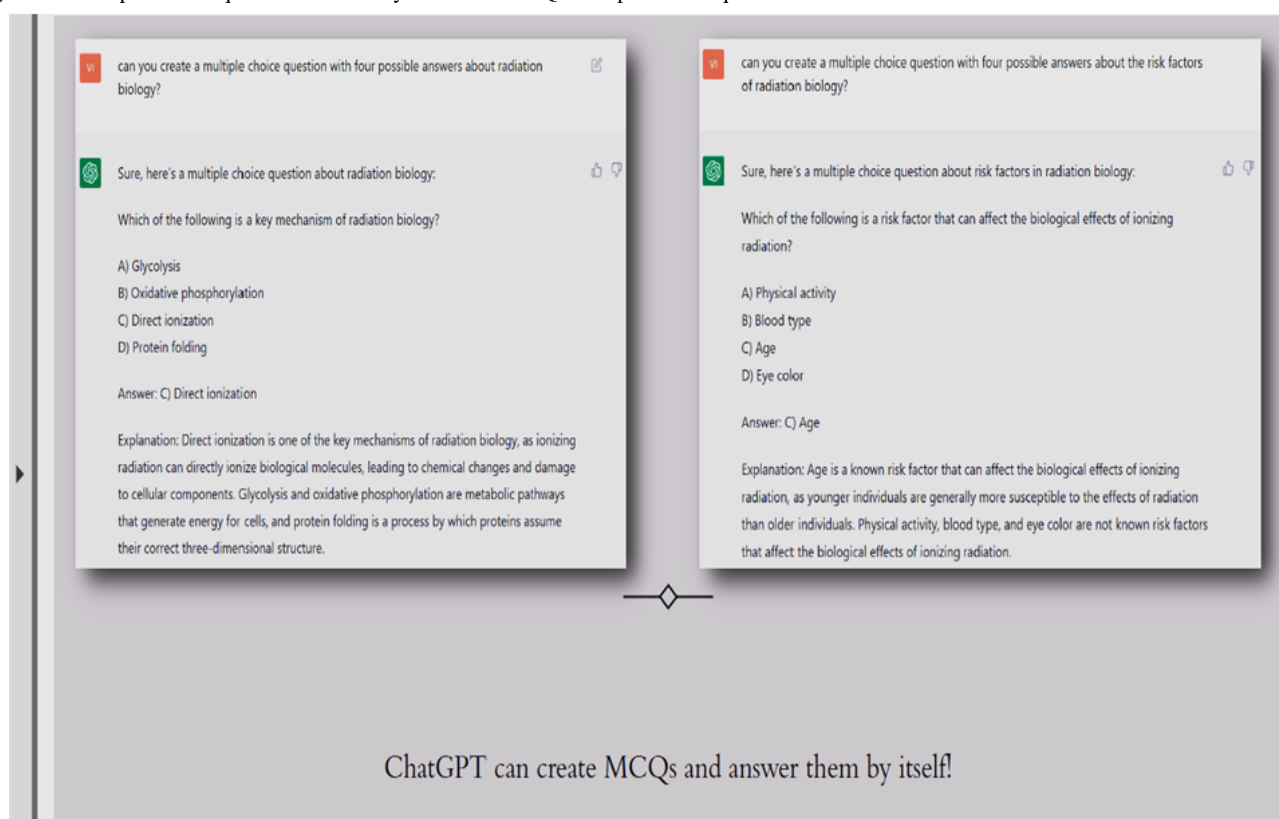 VI
can you create a multiple choice question with four possible answers about radiation
biology?
Sure, here's a multiple choice question about radiation biology:
Which of the following is a key mechanism of radiation biology?
A) Glycolysis
B) Oxidative phosphorylation
C) Direct ionization
D) Protein folding
Answer: C) Direct ionization
Explanation: Direct ionization is one of the key mechanisms of radiation biology, as ionizing
radiation can directly ionize biological molecules, leading to chemical changes and damage
to cellular components. Glycolysis and oxidative phosphorylation are metabolic pathways
that generate energy for cells, and protein folding is a process by which proteins assume
their correct three-dimensional structure.
VI
can you create a multiple choice question with four possible answers about the risk factors
of radiation biology?
Sure, here's a multiple choice question about risk factors in radiation biology:
Which of the following is a risk factor that can affect the biological effects of ionizing
radiation?
A) Physical activity
B) Blood type
C) Age
D) Eye color
Answer: C) Age
Explanation: Age is a known risk factor that can affect the biological effects of ionizing
radiation, as younger individuals are generally more susceptible to the effects of radiation
than older individuals. Physical activity, blood type, and eye color are not known risk factors
that affect the biological effects of ionizing radiation.
ChatGPT can create MCQs and answer them by itself!